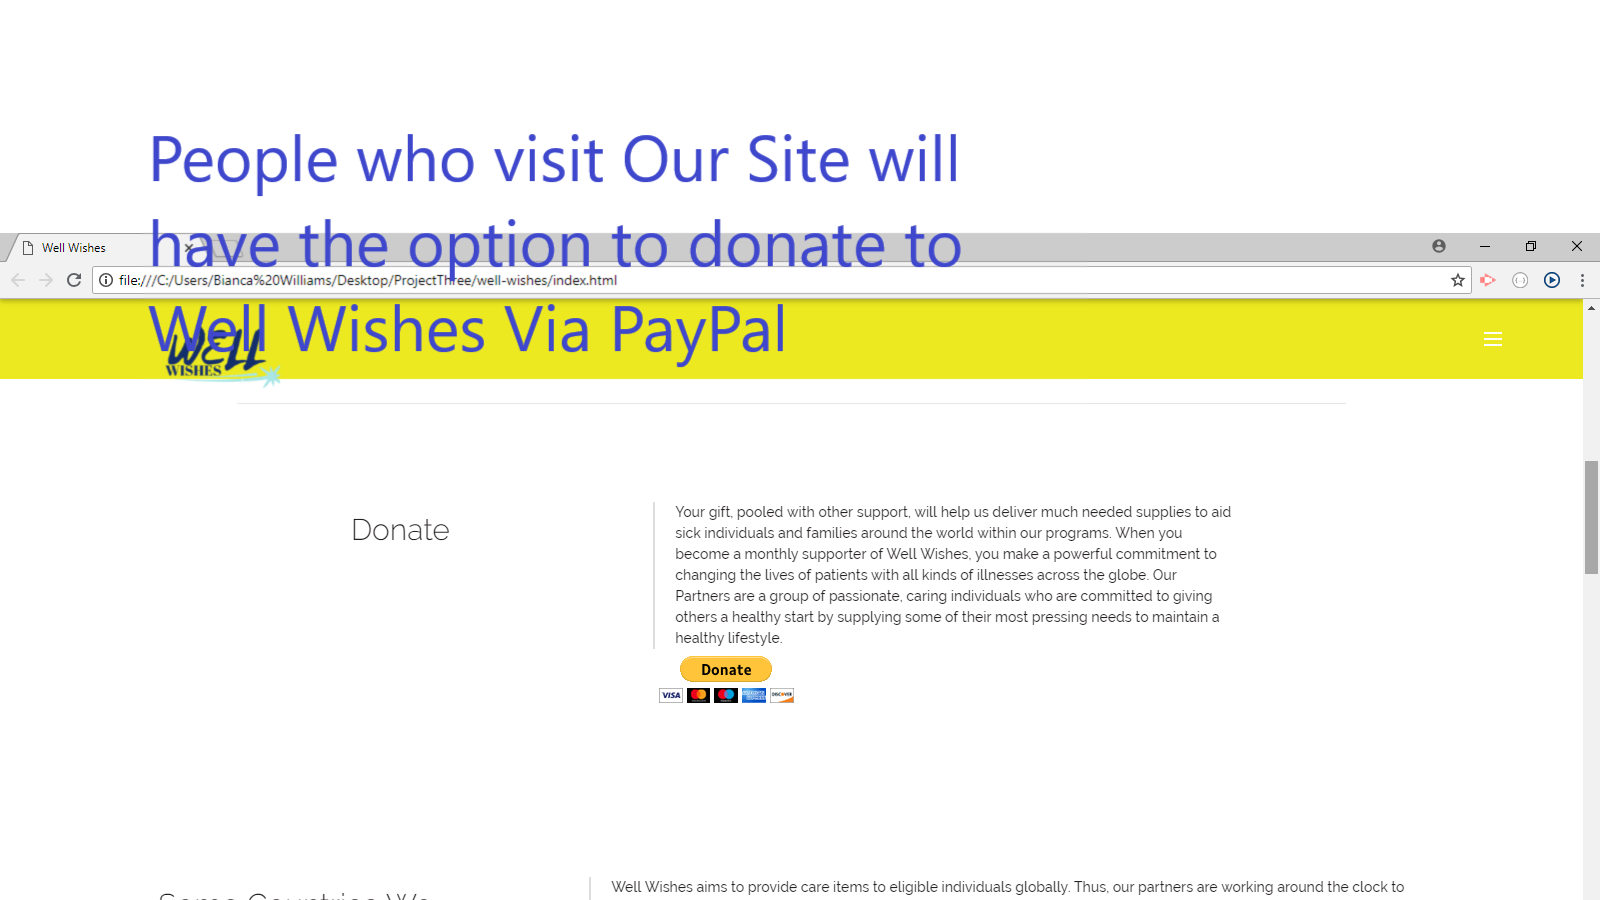 People who visit Our Site will
have the option to donate to
Well Wishes Via PayPal
Well Wishes
file:///C:/Users/Bianca%20Williams/Desktop/ProjectThree/well-wishes/index.html
WELL
WISHES
Donate
Your gift, pooled with other support, will help us deliver much needed supplies to aid
sick individuals and families around the world within our programs. When you
become a monthly supporter of Well Wishes, you make a powerful commitment to
changing the lives of patients with all kinds of illnesses across the globe. Our
Partners are a group of passionate, caring individuals who are committed to giving
others a healthy start by supplying some of their most pressing needs to maintain a
healthy lifestyle.
Donate
VISA
DISCOVER
Some Countries We
Well Wishes aims to provide care items to eligible individuals globally. Thus, our partners are working around the clock to